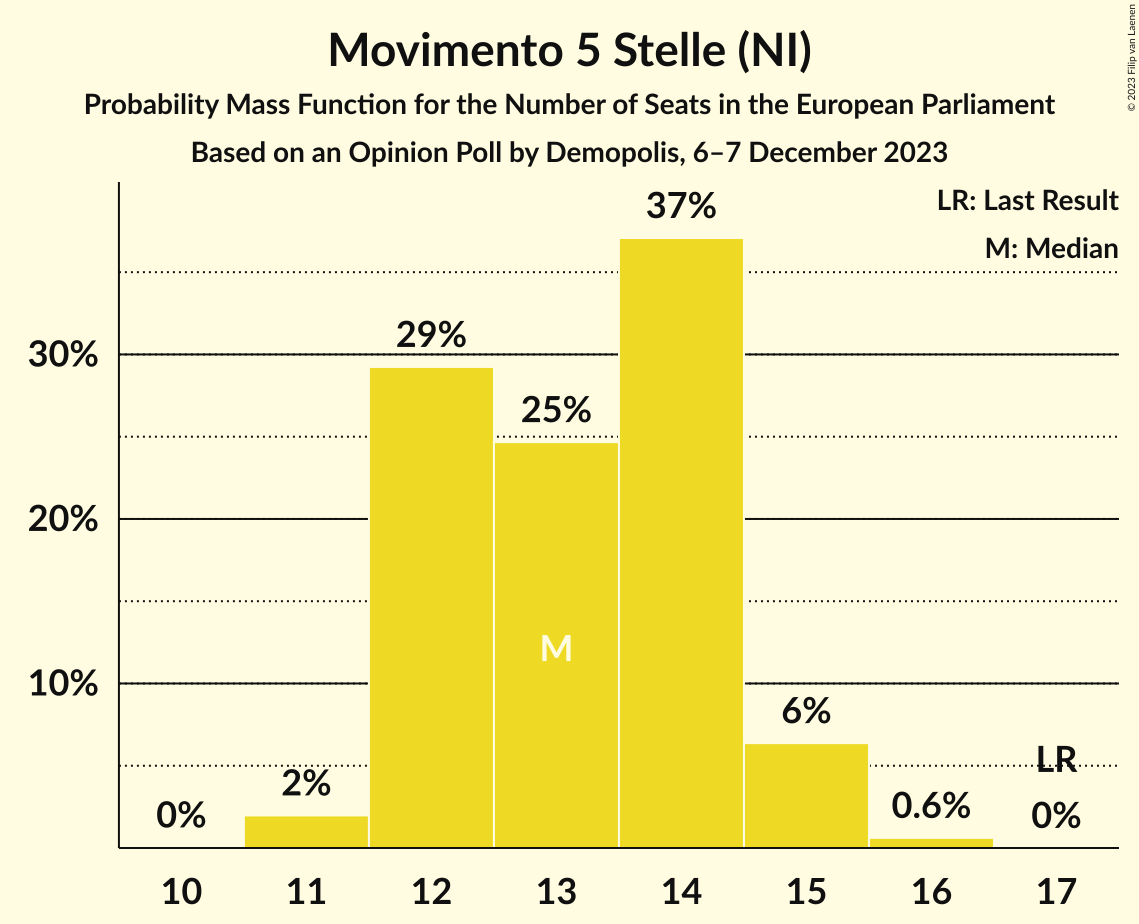 Movimento 5 Stelle (NI)
Probability Mass Function for the Number of Seats in the European Parliament
Based on an Opinion Poll by Demopolis, 6–7 December 2023
© 2023 Filip van Laenen
LR: Last Result
M: Median
37%
29%
30%
25%
20%
M
10%
6%
LR
2%
0.6%
0%
0%
10 11 12 13 14 15 16 17